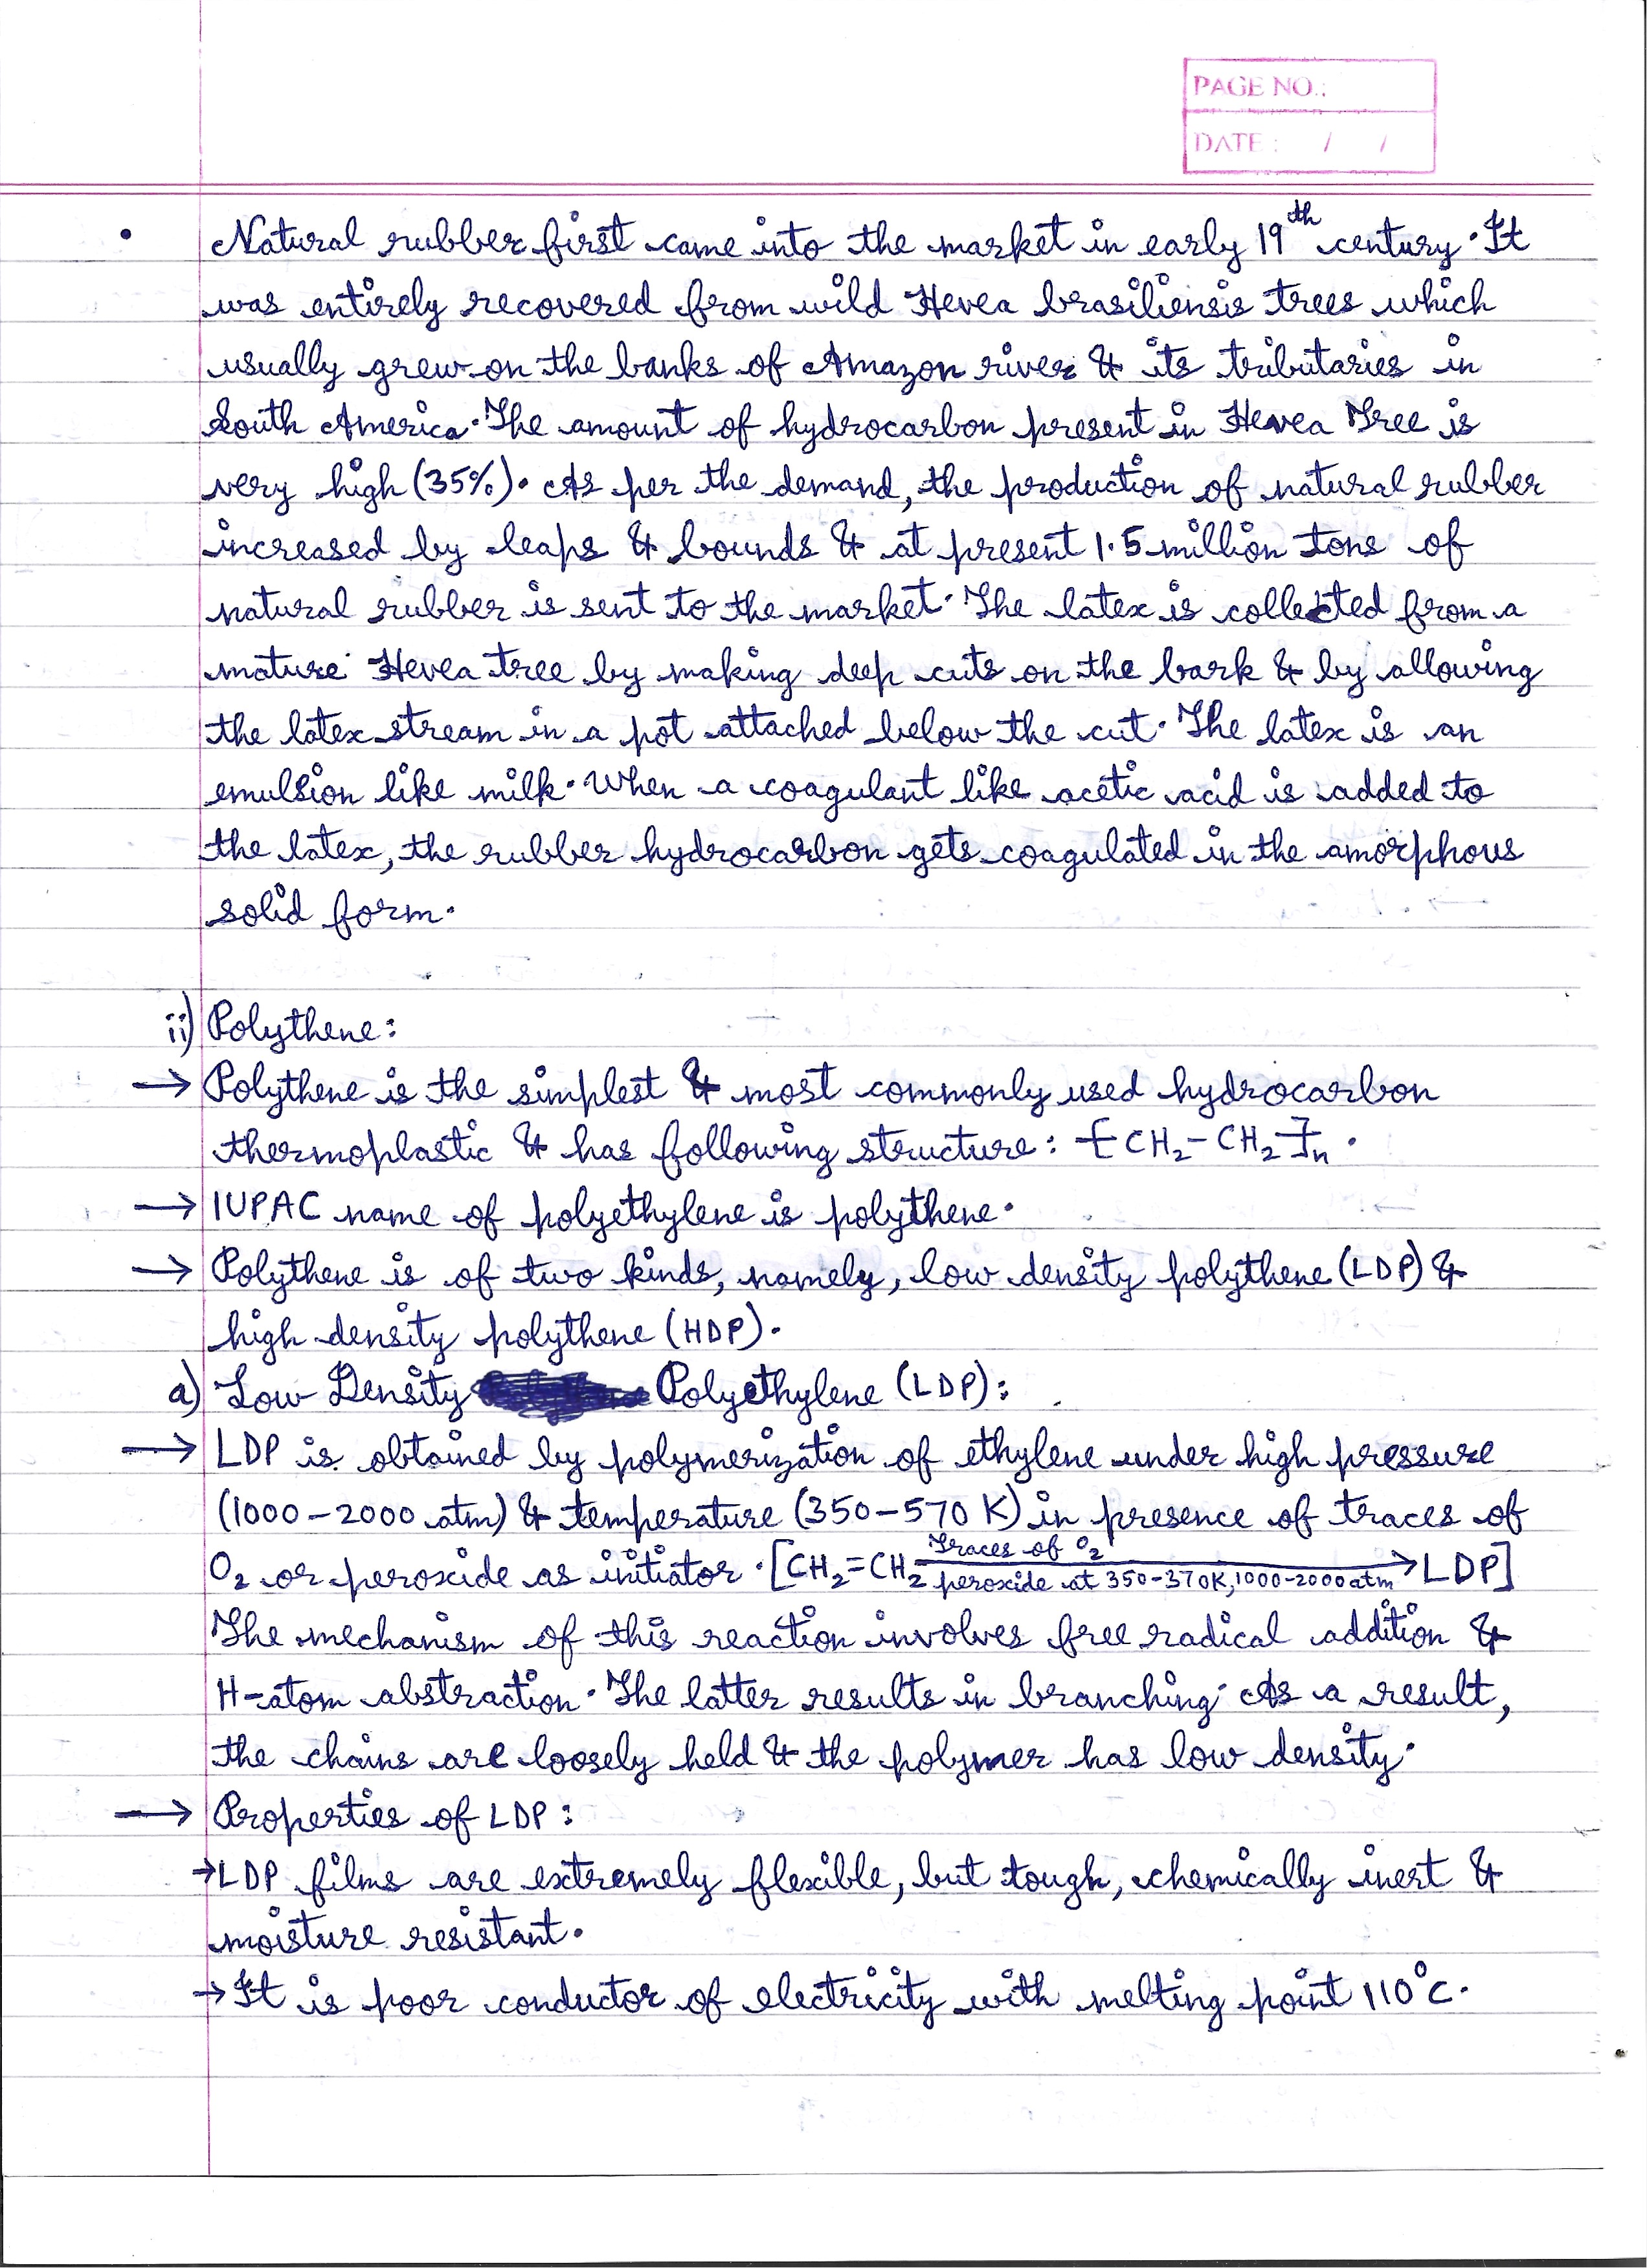 PAGE NO.:
DATE: / /
• Natural rubber first came into the market in early 19th century. It
was entirely recovered from wild Hevea brasiliensis trees which
usually grew on the banks of Amazon river & its tributaries in
South America. The amount of hydrocarbon present in Hevea Tree is
very high (35%). As per the demand, the production of natural rubber
increased by leaps & bounds & at present 1.5 million tons of
natural rubber is sent to the market. The latex is collected from a
mature Hevea tree by making deep cuts on the bark & by allowing
the latex stream in a pot attached below the cut. The latex is an
emulsion like milk. When a coagulant like acetic acid is added to
the latex, the rubber hydrocarbon gets coagulated in the amorphous
solid form.
ii) Polythene:
→ Polythene is the simplest & most commonly used hydrocarbon
thermoplastic & has following structure: -[CH₂-CH₂-]n.
→ IUPAC name of polyethylene is polythene.
→ Polythene is of two kinds, namely, low density polythene (LDP) &
high density polythene (HDP).
a) Low Density Polyethylene (LDP):
→ LDP is obtained by polymerization of ethylene under high pressure
(1000-2000 atm) & temperature (350-570 K) in presence of traces of
O₂ or peroxide as initiator. [CH₂=CH₂ Traces of O₂ peroxide at 350-370K, 1000-2000 atm → LDP]
The mechanism of this reaction involves free radical addition &
H-atom abstraction. The latter results in branching. As a result,
the chains are loosely held & the polymer has low density.
→ Properties of LDP:
→ LDP films are extremely flexible, but tough, chemically inert &
moisture resistant.
→ It is poor conductor of electricity with melting point 110°C.